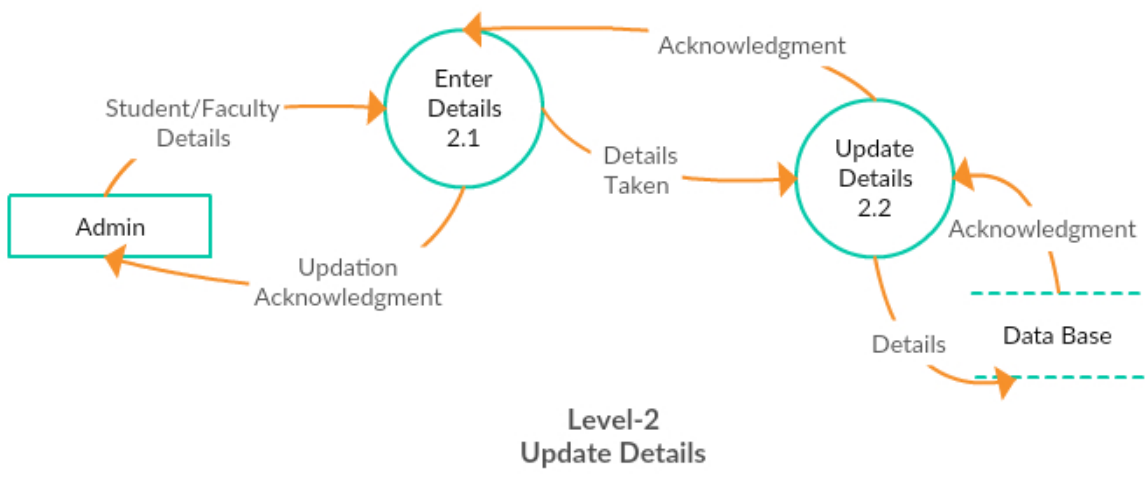 Acknowledgment
Enter
Details
2.1
Student/Faculty
Details
Update
Details
2.2
Details
Taken
Admin
Acknowledgment
Updation
Acknowledgment
Data Base
Details
Level-2
Update Details